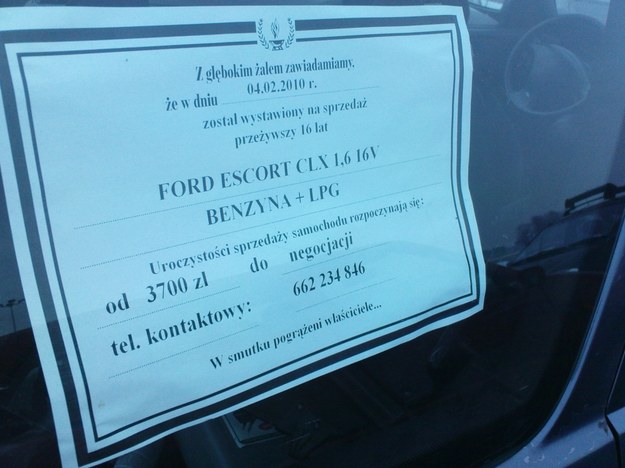 Z głębokim żalem zawiadamiamy,
że w dniu 04.02.2010 r.
został wystawiony na sprzedaż
przeżywszy 16 lat
FORD ESCORT CLX 1,6 16V
BENZYNA + LPG
Uroczystości sprzedaży samochodu rozpoczynają się:
od 3700 zl do negocjacji
tel. kontaktowy: 662 234 846
W smutku pogrążeni właściciele...